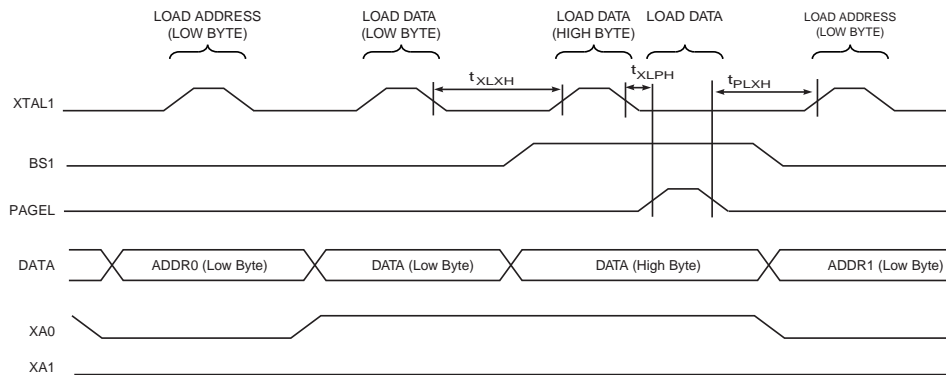 LOAD ADDRESS
(LOW BYTE)
LOAD DATA
(LOW BYTE)
LOAD DATA
(HIGH BYTE)
LOAD DATA
LOAD ADDRESS
(LOW BYTE)
tXLXH
tXLPH
tPLXH
XTAL1
BS1
PAGEL
DATA
ADDR0 (Low Byte)
DATA (Low Byte)
DATA (High Byte)
ADDR1 (Low Byte)
XA0
XA1